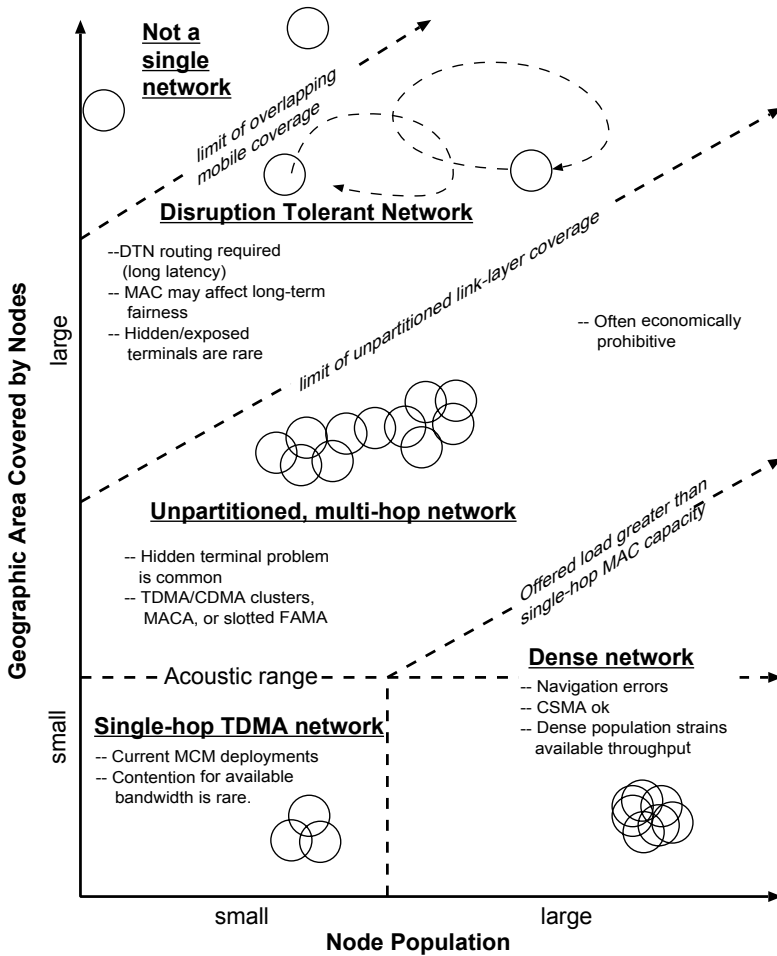 Not a
single
network
limit of overlapping
mobile coverage
Disruption Tolerant Network
--DTN routing required
(long latency)
-- MAC may affect long-term
fairness
-- Hidden/exposed
terminals are rare
limit of unpartitioned link-layer coverage
-- Often economically
prohibitive
Unpartitioned, multi-hop network
-- Hidden terminal problem
is common
-- TDMA/CDMA clusters,
MACA, or slotted FAMA
Offered load greater than
single-hop MAC capacity
Acoustic range
Dense network
-- Navigation errors
-- CSMA ok
-- Dense population strains
available throughput
Single-hop TDMA network
-- Current MCM deployments
-- Contention for available
bandwidth is rare.
Geographic Area Covered by Nodes
large
small
small
large
Node Population